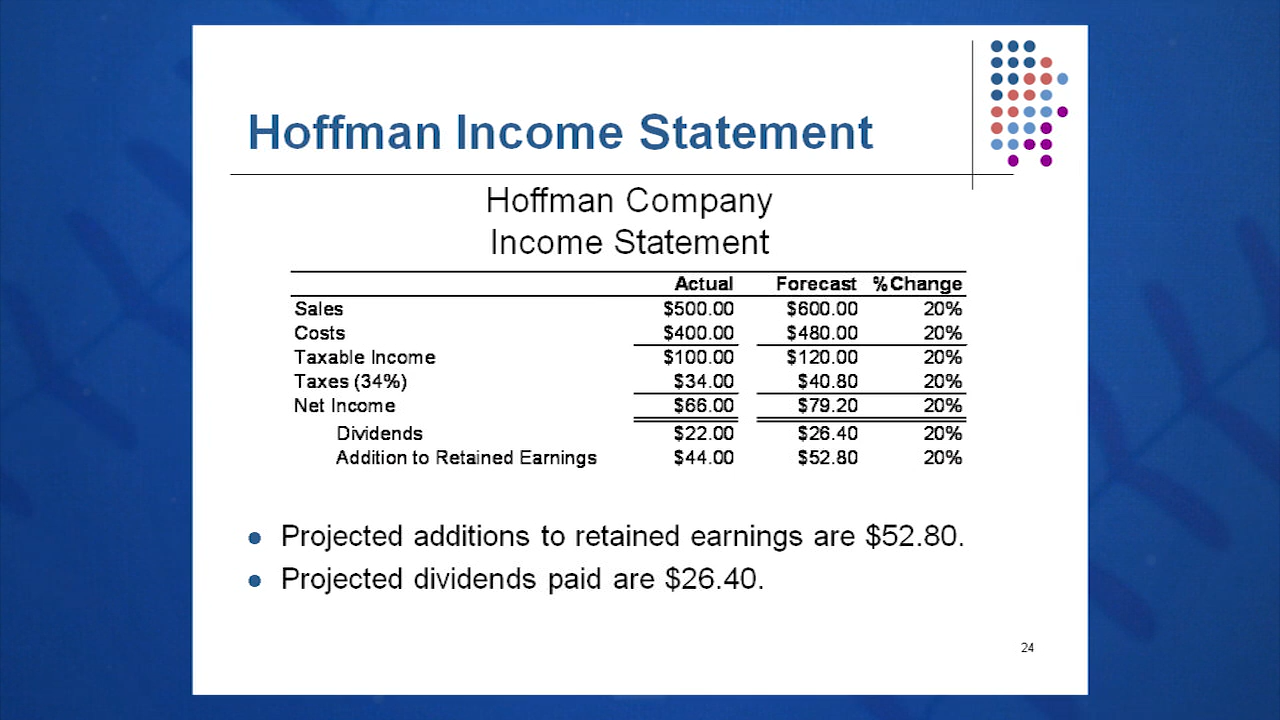 Hoffman Income Statement
Hoffman Company
Income Statement
Actual Forecast %Change
Sales $500.00 $600.00 20%
Costs $400.00 $480.00 20%
Taxable Income $100.00 $120.00 20%
Taxes (34%) $34.00 $40.80 20%
Net Income $66.00 $79.20 20%
Dividends $22.00 $26.40 20%
Addition to Retained Earnings $44.00 $52.80 20%
● Projected additions to retained earnings are $52.80.
● Projected dividends paid are $26.40.
24